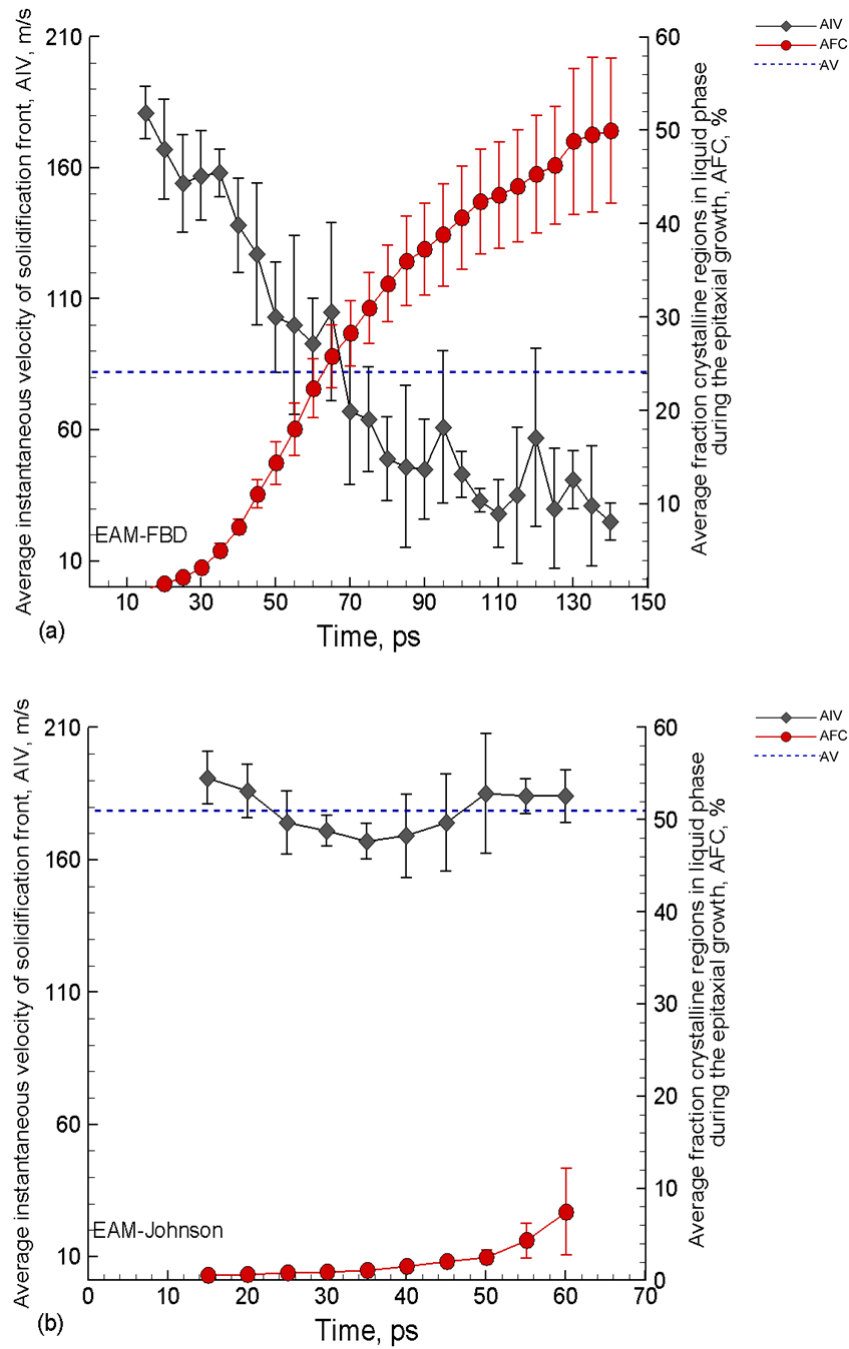 Average instantaneous velocity of solidification front, AIV, m/s
210
160
110
60
10
EAM-FBD
10 30 50 70 90 110 130 150
Time, ps
(a)
60
50
40
30
20
10
Average fraction crystalline regions in liquid phase
during the epitaxial growth, AFC, %
AIV
AFC
AV
Average instantaneous velocity of solidification front, AIV, m/s
210
160
110
60
10
EAM-Johnson
0 10 20 30 40 50 60 70
Time, ps
(b)
60
50
40
30
20
10
0
Average fraction crystalline regions in liquid phase
during the epitaxial growth, AFC, %
AIV
AFC
AV